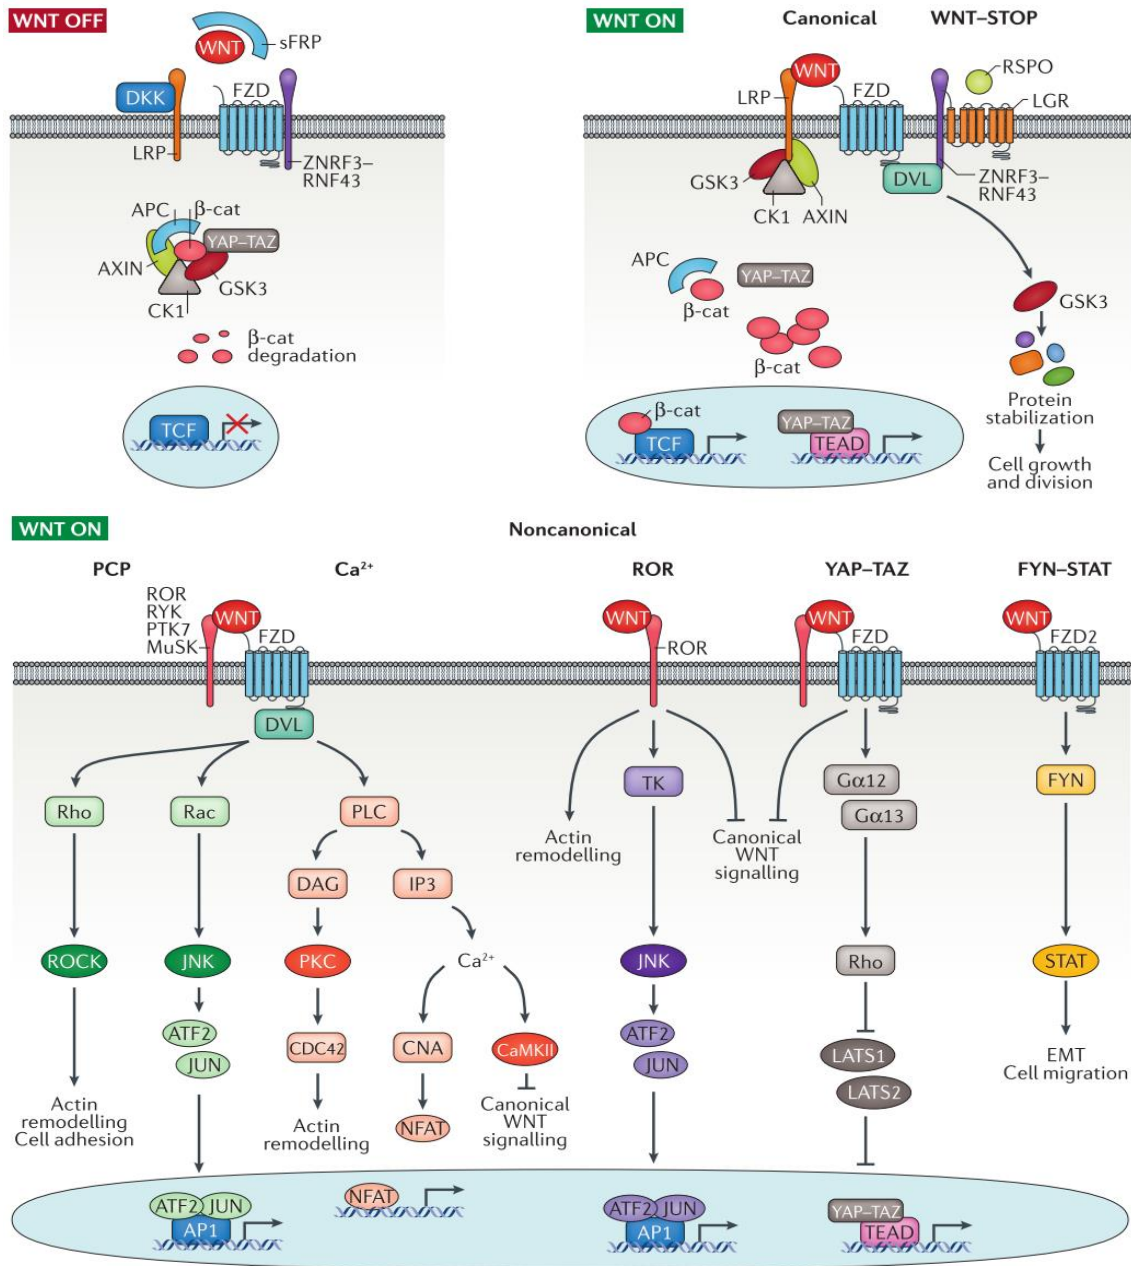 WNT OFF
WNT
sFRP
DKK
FZD
LRP
ZNRF3–
RNF43
APC
β-cat
YAP–TAZ
AXIN
GSK3
CK1
β-cat
degradation
TCF
WNT ON
Canonical
WNT–STOP
WNT
RSPO
LRP
FZD
LGR
GSK3
DVL
ZNRF3–
RNF43
CK1
AXIN
APC
YAP–TAZ
β-cat
GSK3
β-cat
Protein
stabilization
Cell growth
and division
β-cat
TCF
YAP–TAZ
TEAD
WNT ON
Noncanonical
PCP
Ca²⁺
ROR
YAP–TAZ
FYN–STAT
ROR
RYK
PTK7
MuSK
WNT
FZD
DVL
Rho
Rac
PLC
DAG
IP3
ROCK
JNK
PKC
Ca²⁺
ATF2
JUN
CDC42
CNA
CaMKII
Actin
remodelling
Cell adhesion
Actin
remodelling
NFAT
Canonical
WNT
signalling
WNT
ROR
TK
Actin
remodelling
Canonical
WNT
signalling
JNK
ATF2
JUN
WNT
FZD
Gα12
Gα13
Rho
LATS1
LATS2
WNT
FZD2
FYN
STAT
EMT
Cell migration
ATF2
JUN
AP1
NFAT
ATF2
JUN
AP1
YAP–TAZ
TEAD